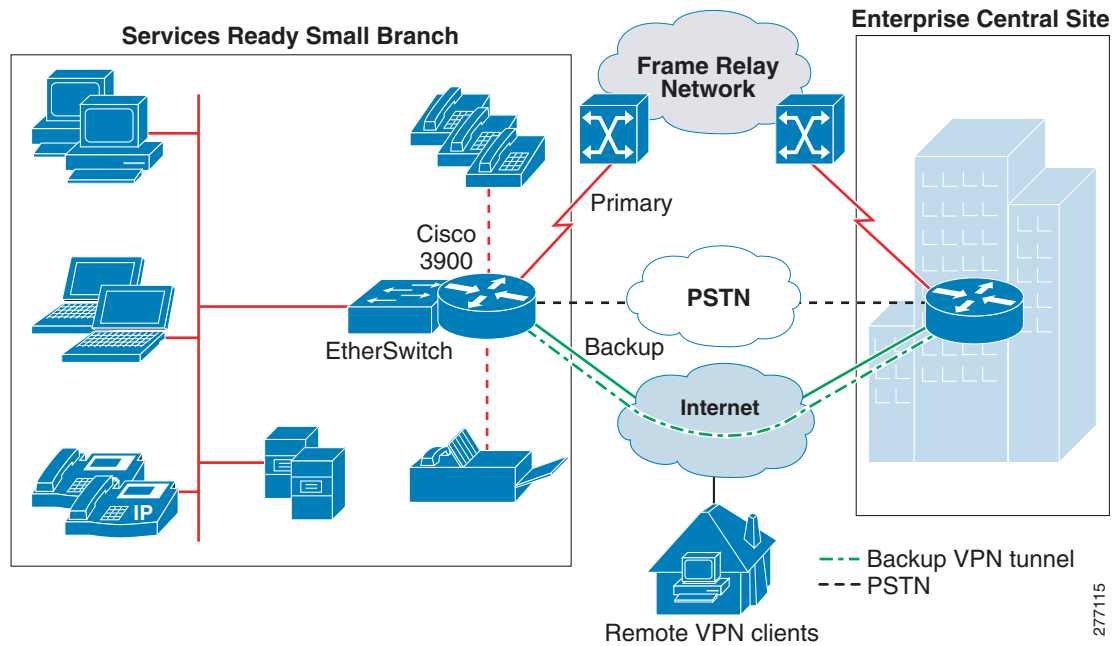 Services Ready Small Branch
Enterprise Central Site
Frame Relay
Network
Primary
Cisco
3900
PSTN
EtherSwitch
Backup
Internet
IP
Backup VPN tunnel
PSTN
Remote VPN clients
277115